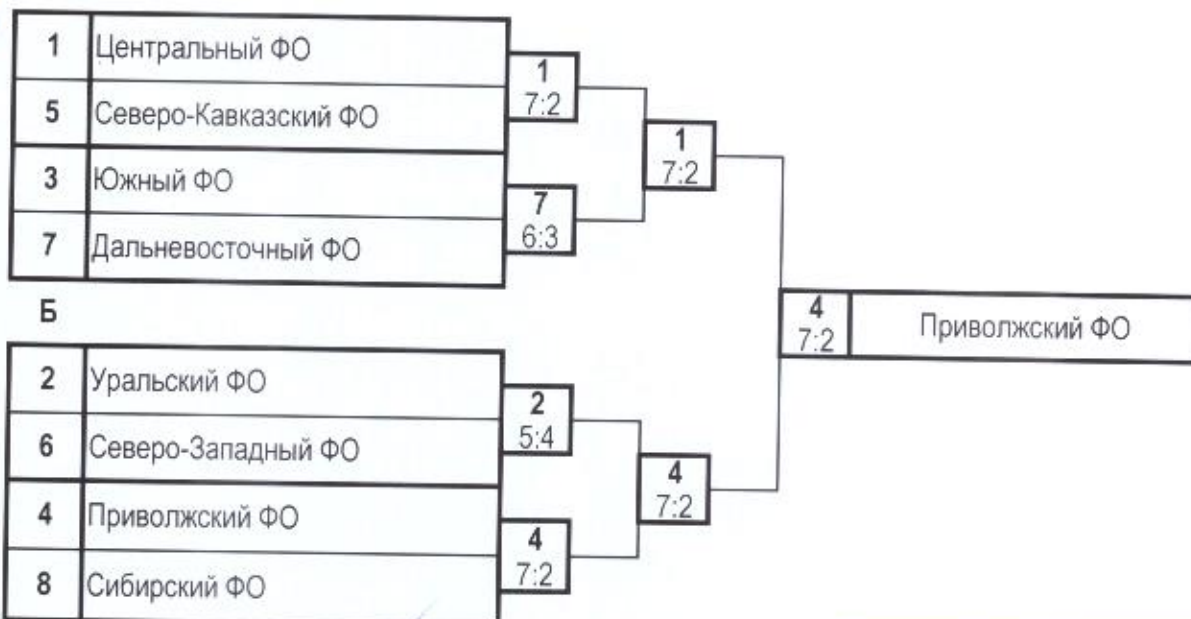 1 Центральный ФО
5 Северо-Кавказский ФО
1
7:2
3 Южный ФО
7 Дальневосточный ФО
7
6:3
1
7:2
Б
4
7:2
Приволжский ФО
2 Уральский ФО
6 Северо-Западный ФО
2
5:4
4 Приволжский ФО
8 Сибирский ФО
4
7:2
4
7:2